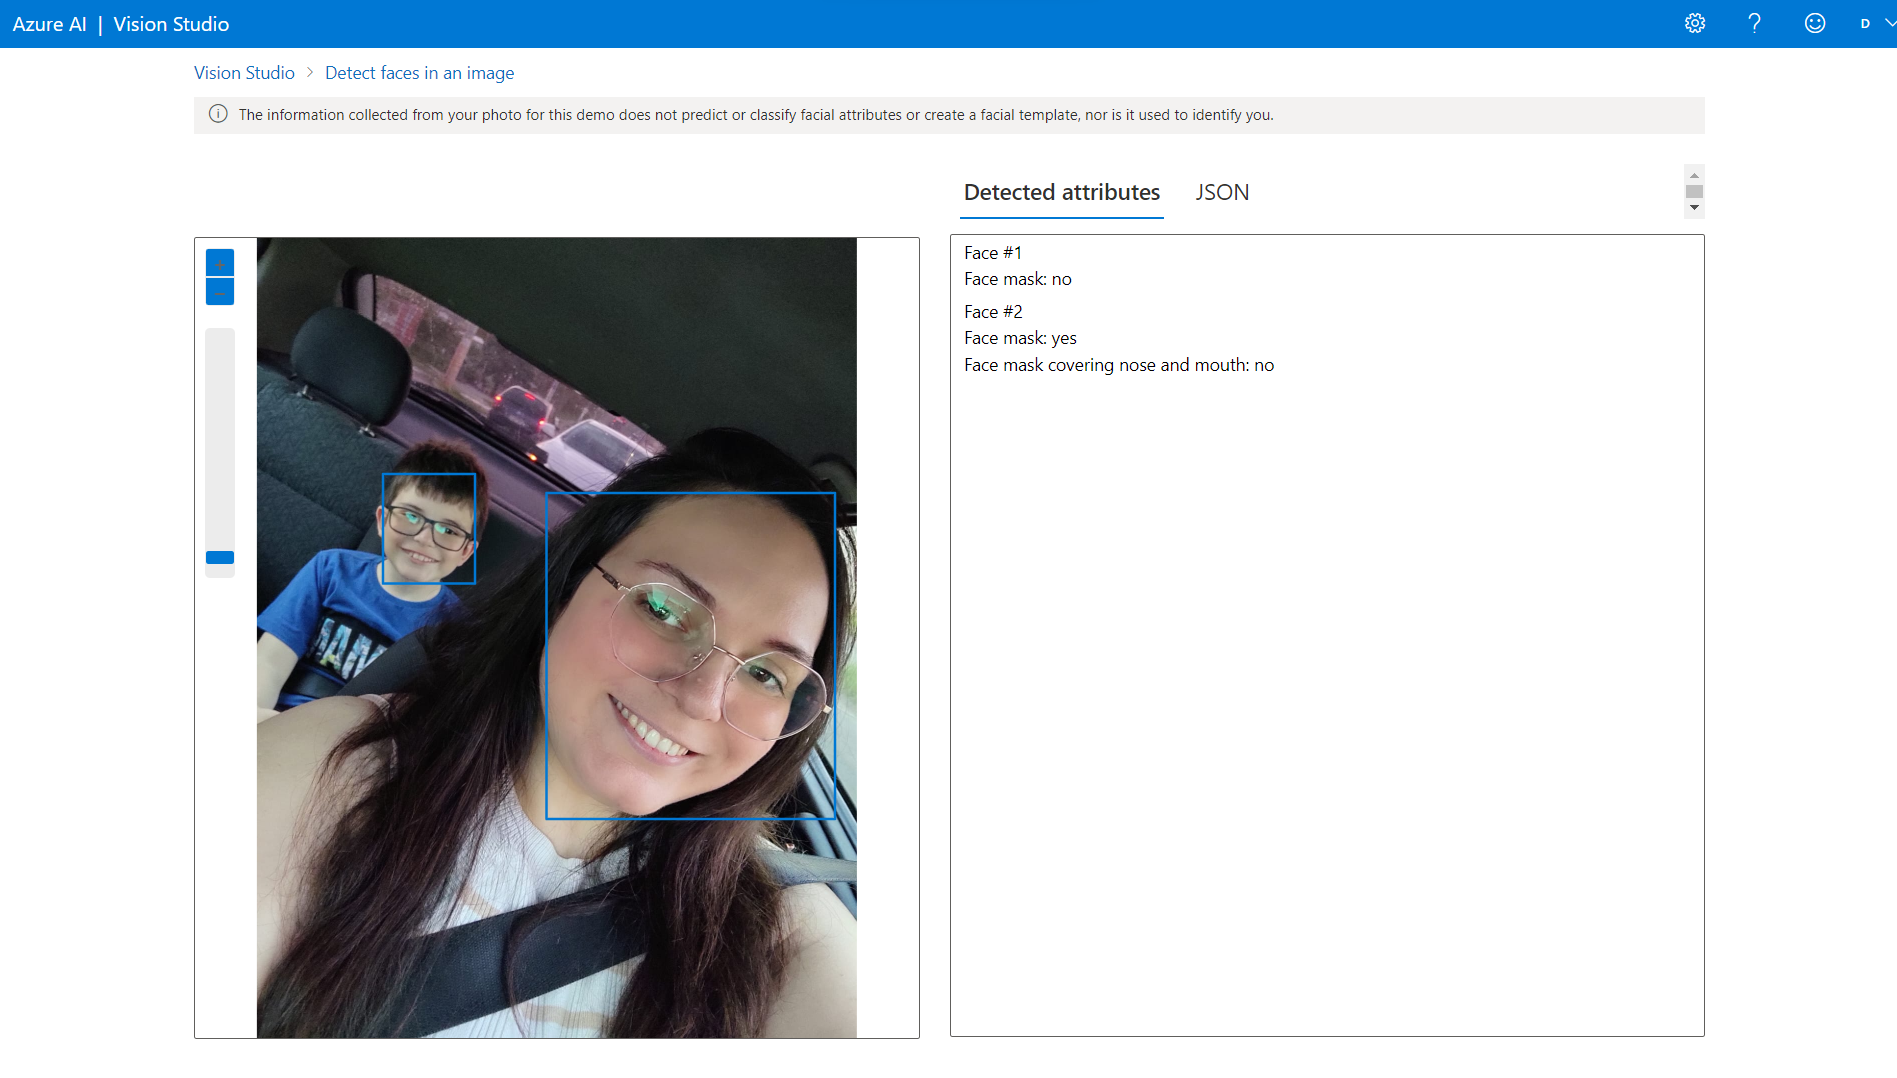 Azure AI | Vision Studio
D
Vision Studio > Detect faces in an image
The information collected from your photo for this demo does not predict or classify facial attributes or create a facial template, nor is it used to identify you.
Detected attributes JSON
Face #1
Face mask: no
Face #2
Face mask: yes
Face mask covering nose and mouth: no